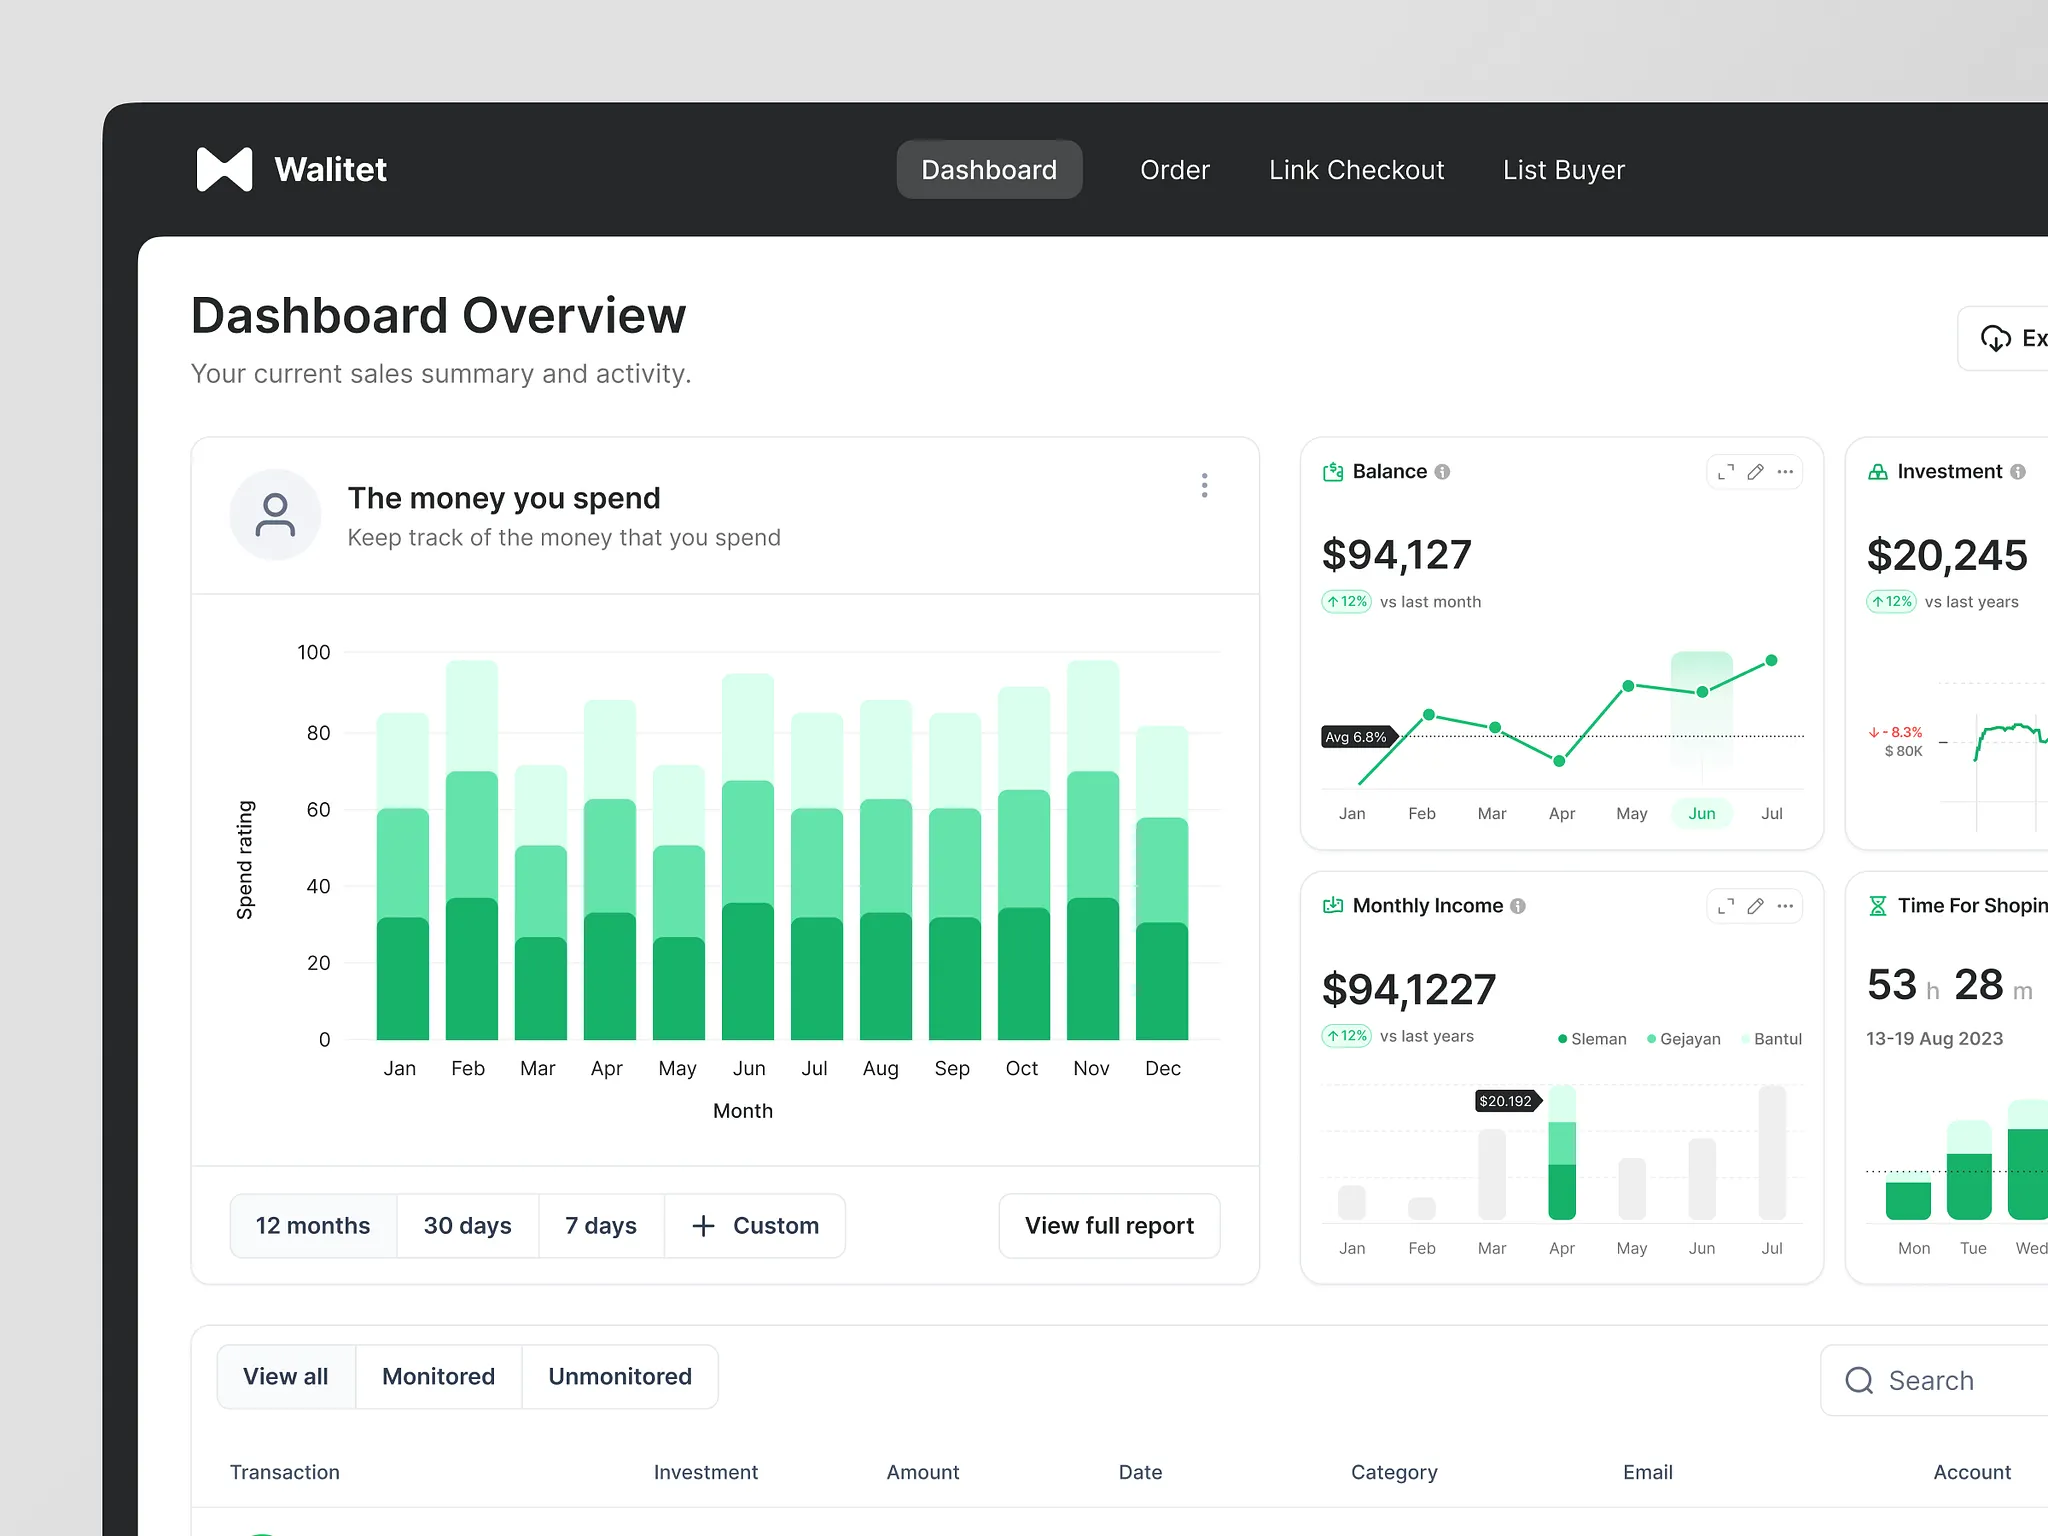 Walitet
Dashboard
Order
Link Checkout
List Buyer
Dashboard Overview
Your current sales summary and activity.
The money you spend
Keep track of the money that you spend
Spend rating
100
80
60
40
20
0
Jan Feb Mar Apr May Jun Jul Aug Sep Oct Nov Dec
Month
12 months
30 days
7 days
Custom
View full report
Balance
$94,127
12% vs last month
Avg 6.8%
Jan Feb Mar Apr May Jun Jul
Investment
$20,245
12% vs last years
- 8.3%
$ 80K
Monthly Income
$94,1227
12% vs last years
Sleman Gejayan Bantul
$20.192
Jan Feb Mar Apr May Jun Jul
Time For
53 h 28 m
13-19 Aug 2023
Mon Tue Wed
View all
Monitored
Unmonitored
Search
Transaction Investment Amount Date Category Email Account